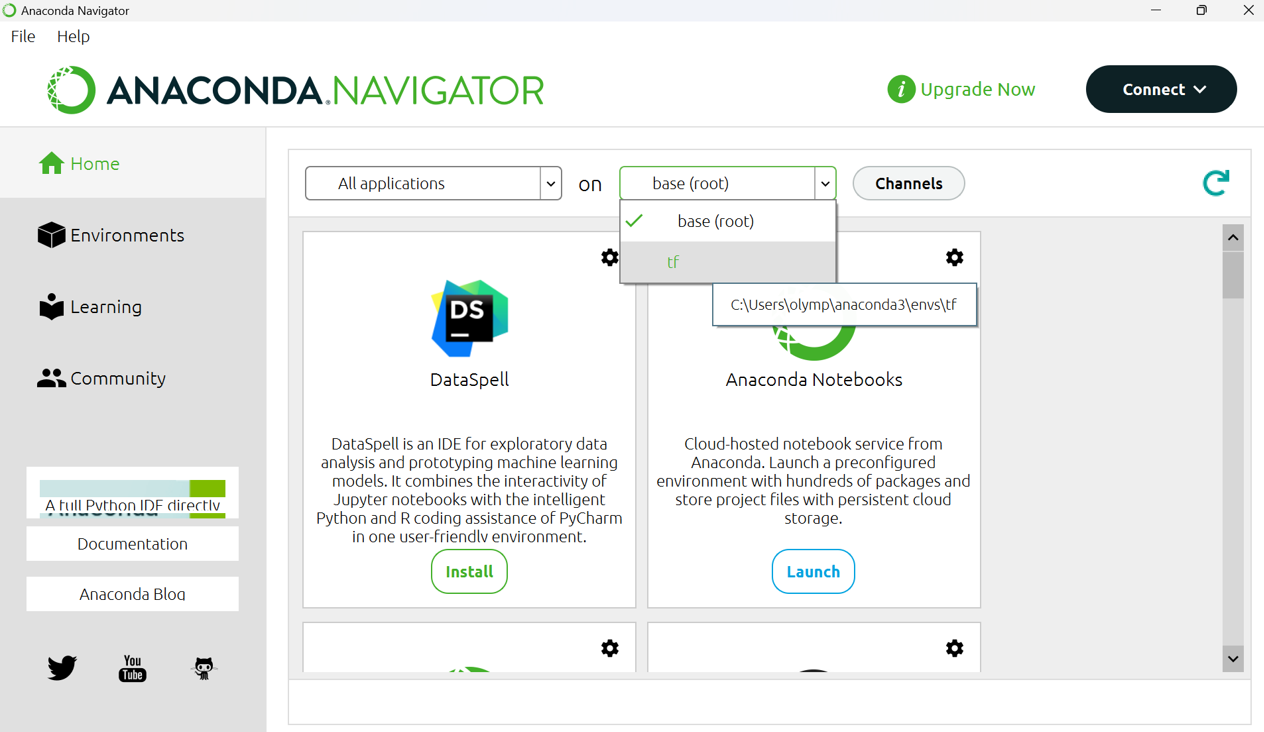 Anaconda Navigator
File Help
ANACONDA.NAVIGATOR
i Upgrade Now
Connect
Home
All applications
on
base (root)
Channels
base (root)
tf
C:\Users\olymp\anaconda3\envs\tf
Environments
Learning
Community
DS
DataSpell
DataSpell is an IDE for exploratory data
analysis and prototyping machine learning
models. It combines the interactivity of
Jupyter notebooks with the intelligent
Python and R coding assistance of PyCharm
in one user-friendly environment.
Install
Anaconda Notebooks
Cloud-hosted notebook service from
Anaconda. Launch a preconfigured
environment with hundreds of packages and
store project files with persistent cloud
storage.
Launch
A full Python IDE directly
Anaconda
Documentation
Anaconda Blog
You
Tube